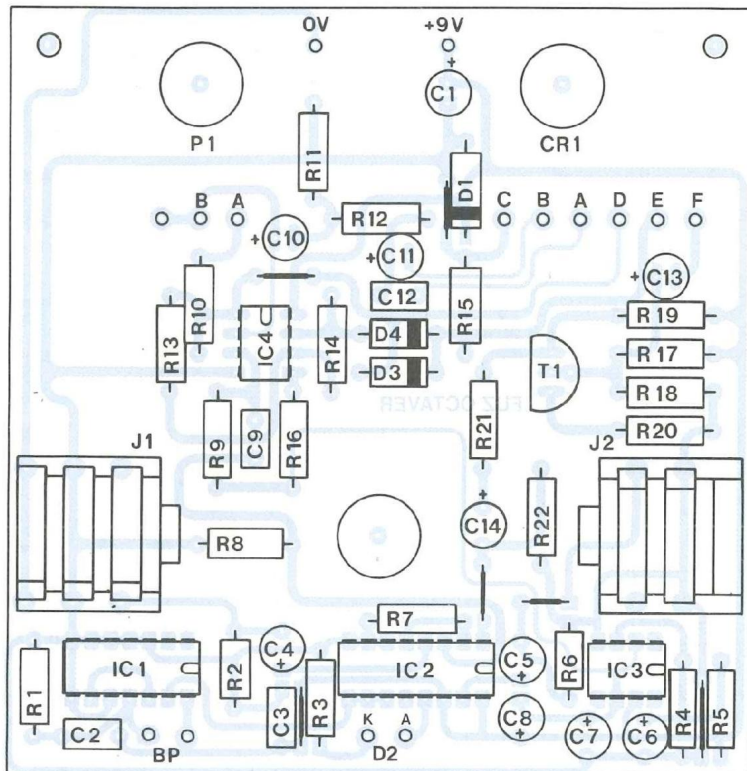 0V +9V
+
C1
P1 CR1
R11
D1
B A C B A D E F
R12
+ C10
+ C11
+ C13
C12
R10 R15
R19
R13 IC4 R14
D4
R17
D3 T1
R18
FUZ OCTAVER
R20
J1 R9 C9 R16 R21 J2
+
C14
R22
R8
R7
C4 +
IC1 R2 IC2 C5 + R6 IC3
R1 C3 R3 R4 R5
C2 K A C8 + + C7 + C6
BP D2